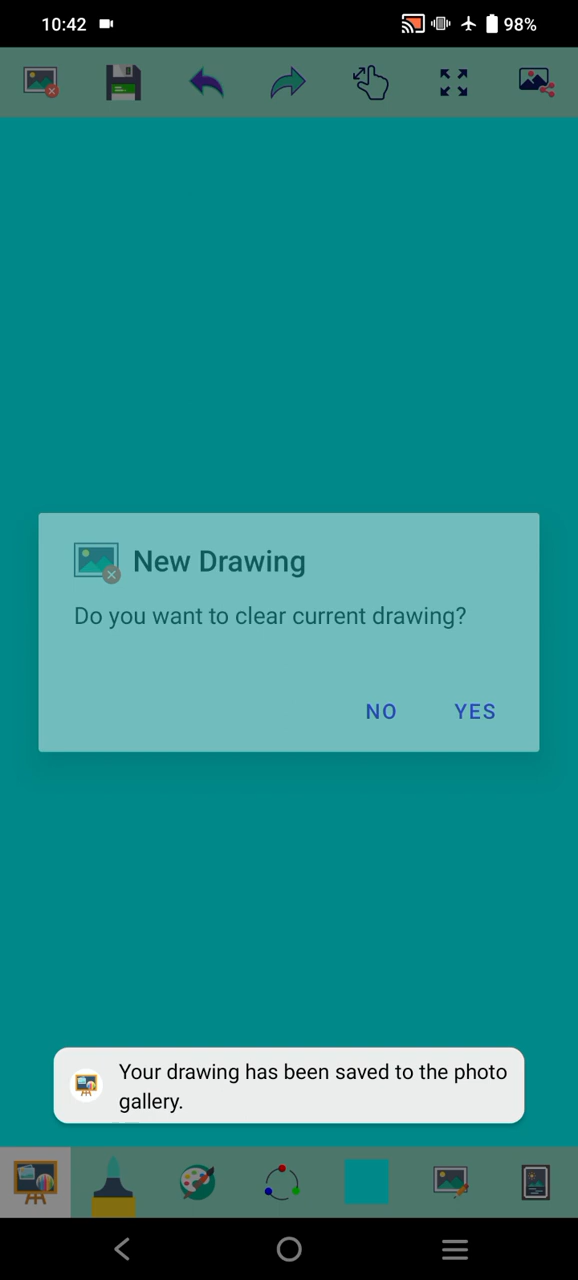 10:42
98%
New Drawing
Do you want to clear current drawing?
NO YES
Your drawing has been saved to the photo
gallery.